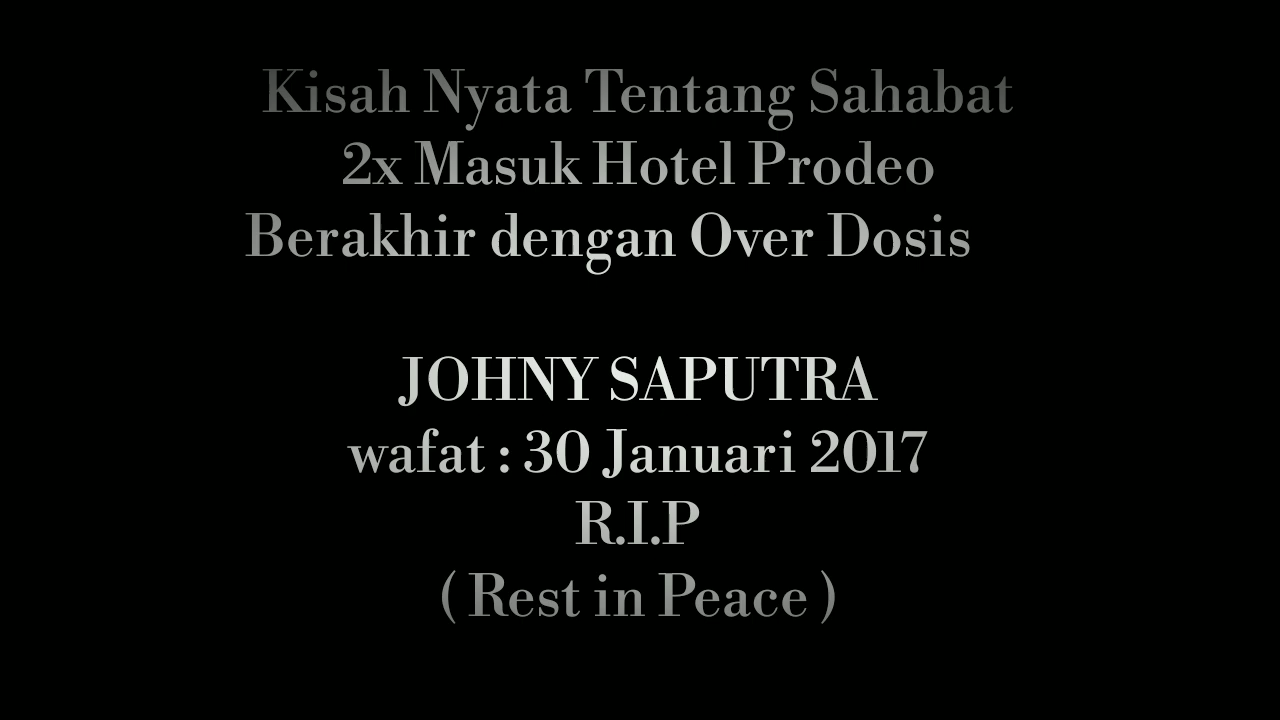 Kisah Nyata Tentang Sahabat
2x Masuk Hotel Prodeo
Berakhir dengan Over Dosis
JOHNY SAPUTRA
wafat : 30 Januari 2017
R.I.P
( Rest in Peace )